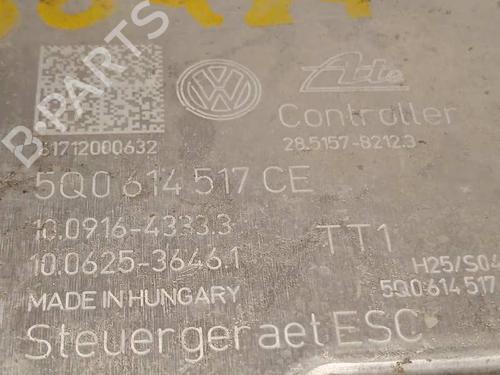 Ate
Controller
61712000632
28.5157-8212.3
5Q0 614 517 CE
10.0916-4333.3
10.0625-3646.1
TT1
H25/S04
MADE IN HUNGARY
5Q0 614 517
Steuergeraet ESC
B PARTS